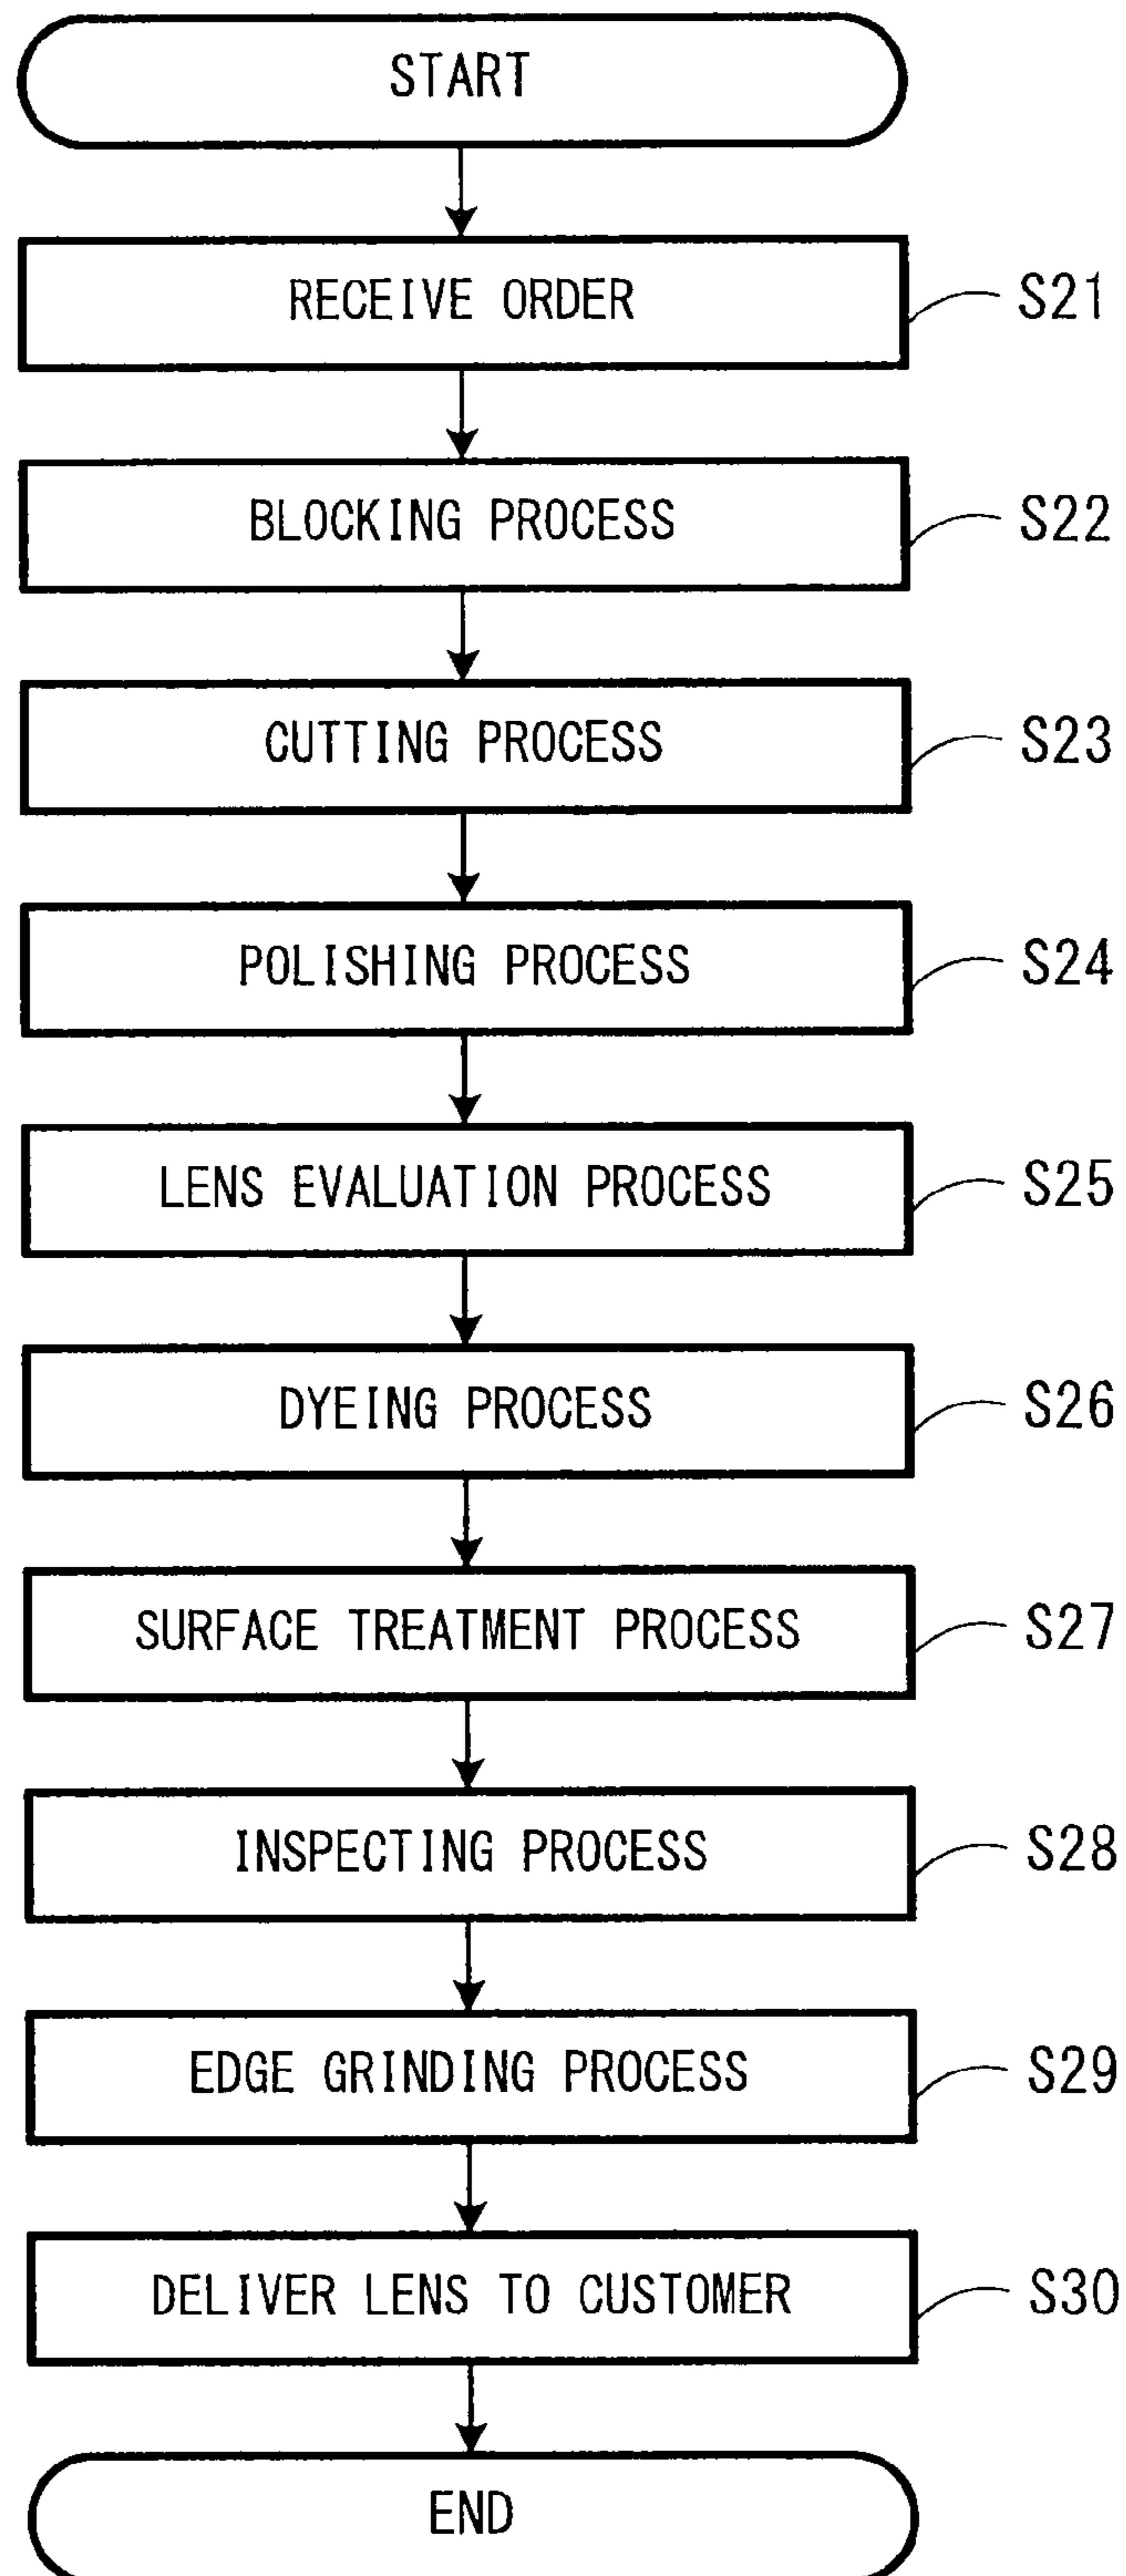 START
RECEIVE ORDER S21
BLOCKING PROCESS S22
CUTTING PROCESS S23
POLISHING PROCESS S24
LENS EVALUATION PROCESS S25
DYEING PROCESS S26
SURFACE TREATMENT PROCESS S27
INSPECTING PROCESS S28
EDGE GRINDING PROCESS S29
DELIVER LENS TO CUSTOMER S30
END